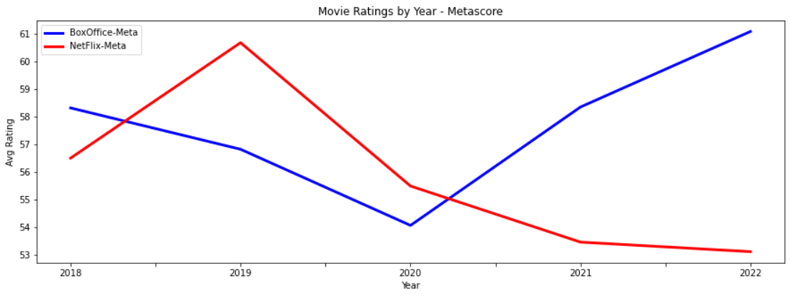 Movie Ratings by Year - Metascore
BoxOffice-Meta
NetFlix-Meta
Avg Rating
61
60
59
58
57
56
55
54
53
2018
2019
2020
2021
2022
Year